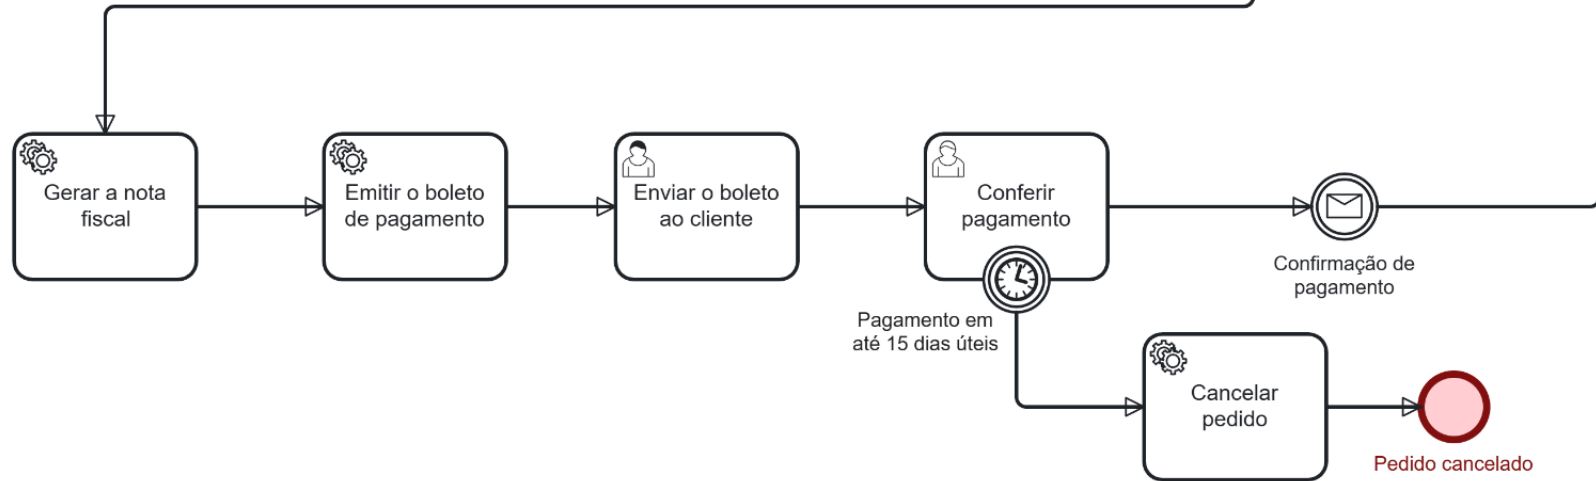 Gerar a nota
fiscal
Emitir o boleto
de pagamento
Enviar o boleto
ao cliente
Conferir
pagamento
Confirmação de
pagamento
Pagamento em
até 15 dias úteis
Cancelar
pedido
Pedido cancelado